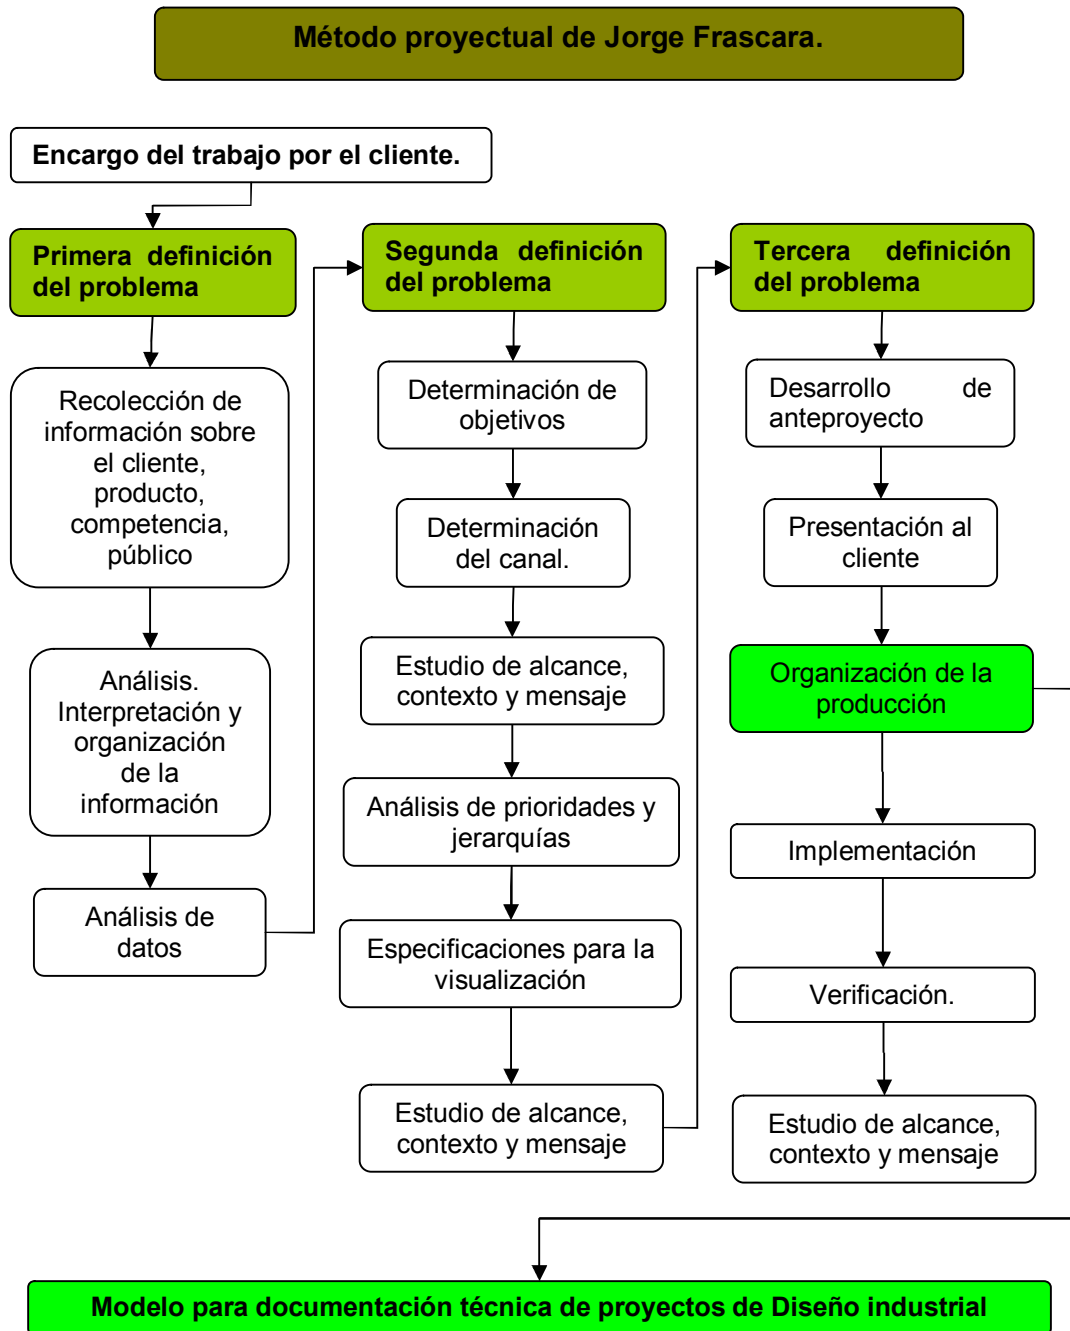 Método proyectual de Jorge Frascara.
Encargo del trabajo por el cliente.
Primera definición
del problema
Recolección de
información sobre
el cliente,
producto,
competencia,
público
Análisis.
Interpretación y
organización
de la
información
Análisis de
datos
Segunda definición
del problema
Determinación de
objetivos
Determinación
del canal.
Estudio de alcance,
contexto y mensaje
Análisis de prioridades y
jerarquías
Especificaciones para la
visualización
Estudio de alcance,
contexto y mensaje
Tercera definición
del problema
Desarrollo de
anteproyecto
Presentación al
cliente
Organización de la
producción
Implementación
Verificación.
Estudio de alcance,
contexto y mensaje
Modelo para documentación técnica de proyectos de Diseño industrial